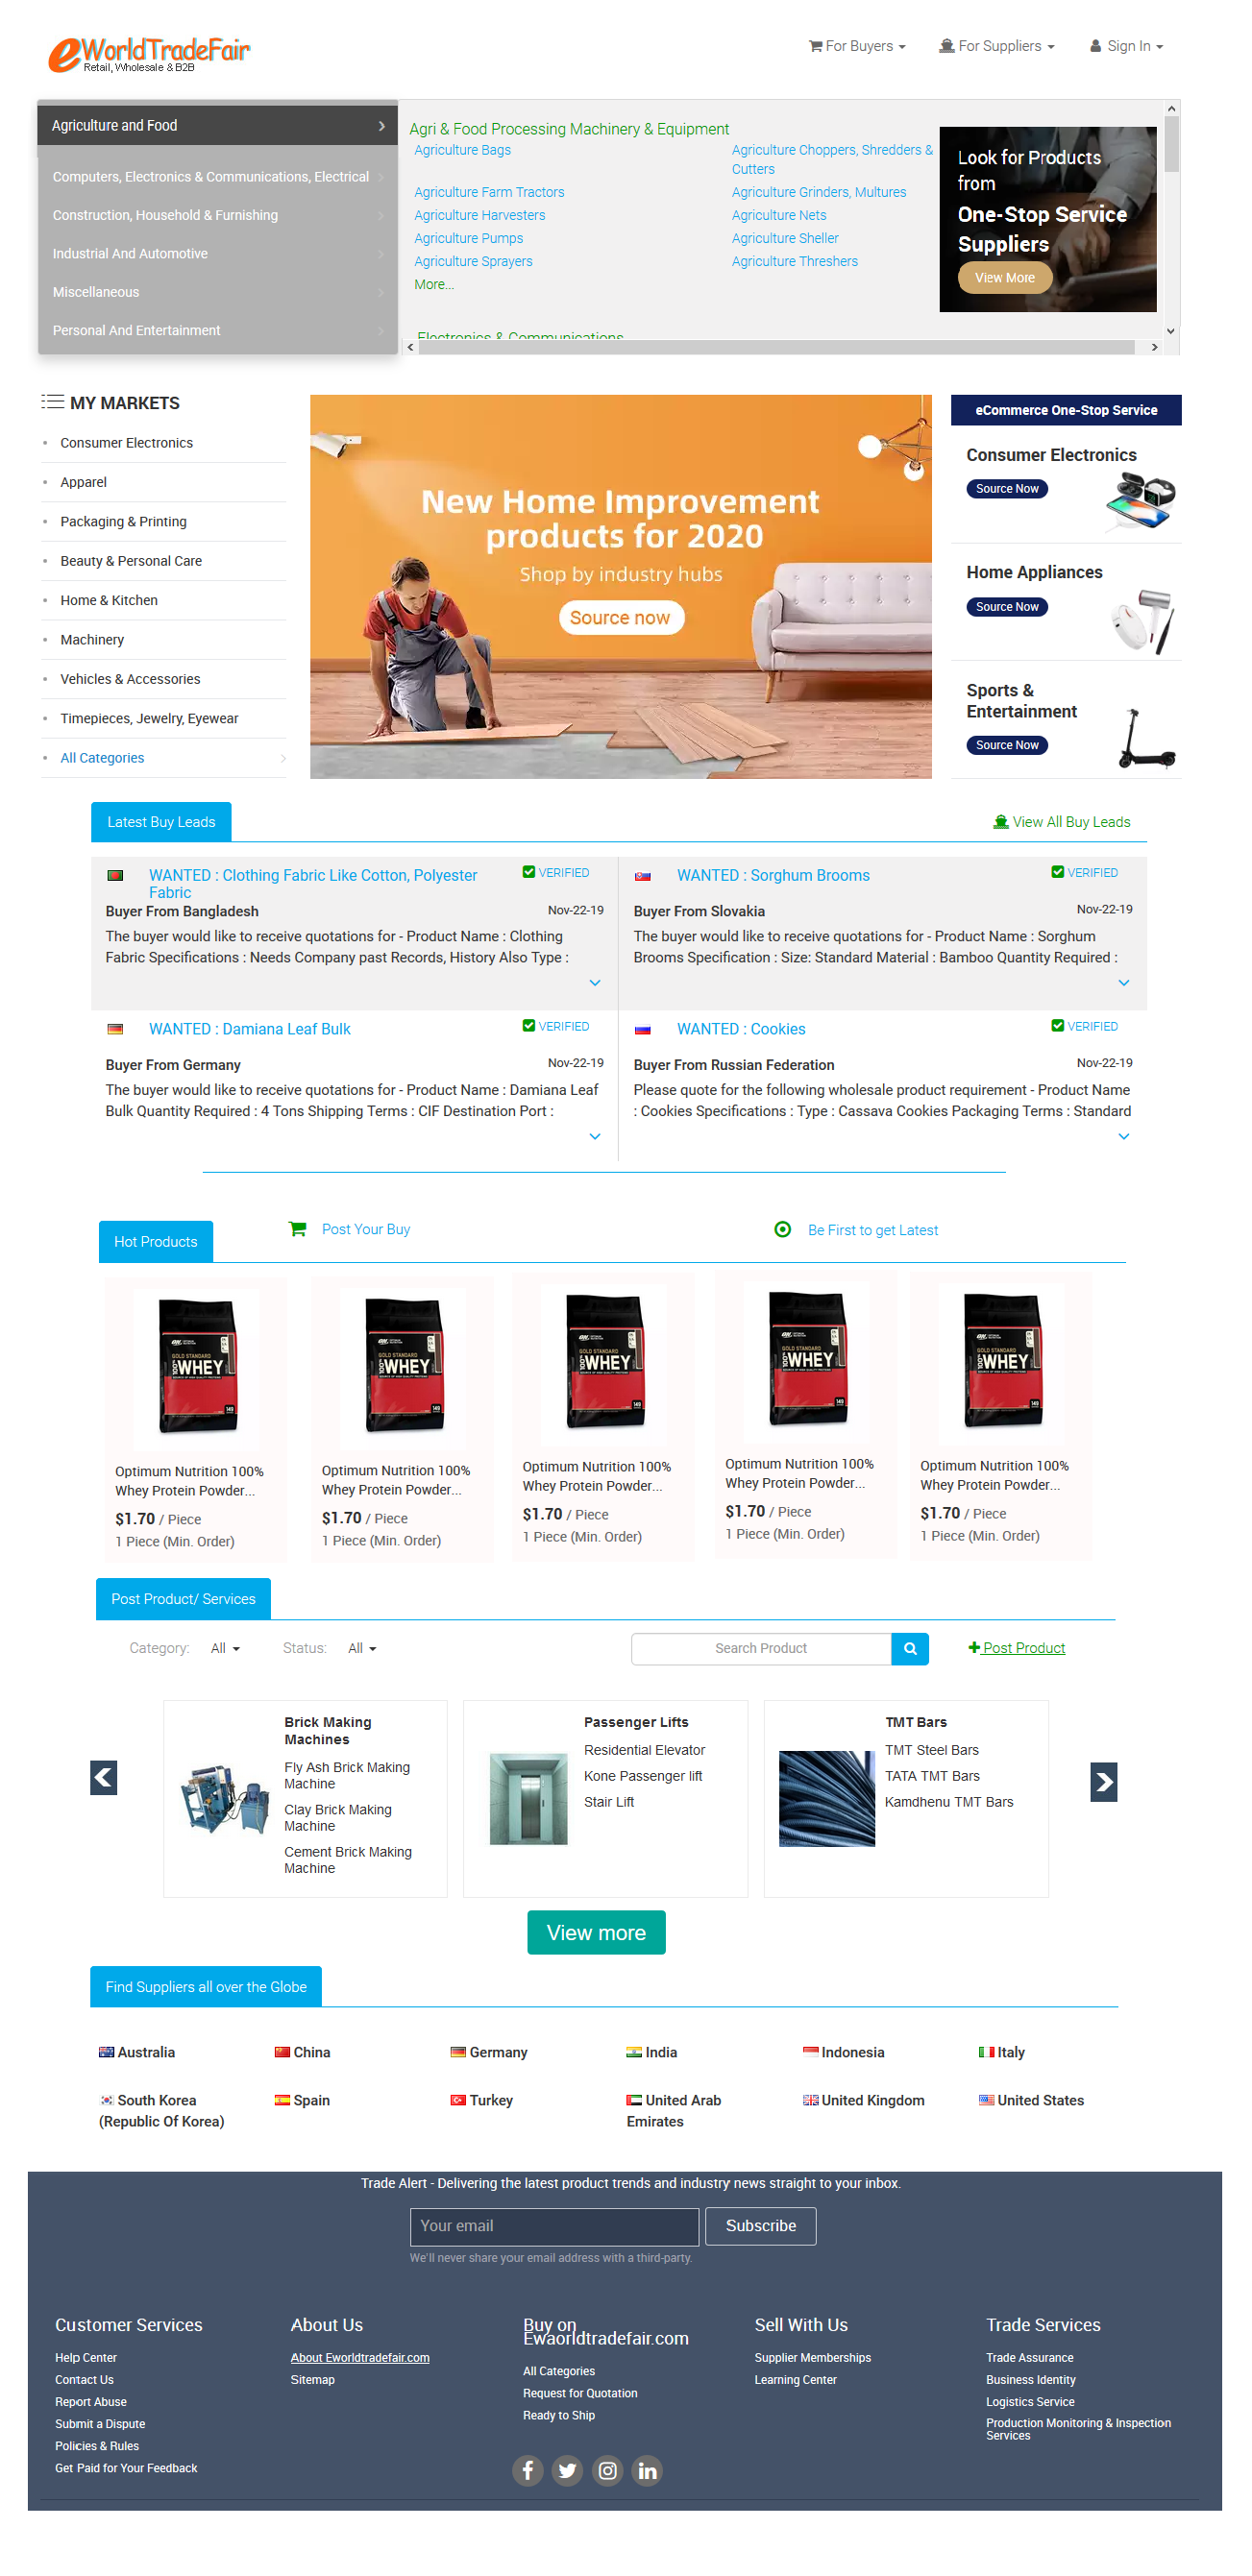 eWorldTradeFair
Retail, Wholesale & B2B
For Buyers
For Suppliers
Sign In
Agriculture and Food
Computers, Electronics & Communications, Electrical
Construction, Household & Furnishing
Industrial And Automotive
Miscellaneous
Personal And Entertainment
Agri & Food Processing Machinery & Equipment
Agriculture Bags
Agriculture Choppers, Shredders &
Cutters
Agriculture Farm Tractors
Agriculture Grinders, Multures
Agriculture Harvesters
Agriculture Nets
Agriculture Pumps
Agriculture Sheller
Agriculture Sprayers
Agriculture Threshers
More...
Electronics & Communications
Look for Products
from
One-Stop Service
Suppliers
View More
MY MARKETS
Consumer Electronics
Apparel
Packaging & Printing
Beauty & Personal Care
Home & Kitchen
Machinery
Vehicles & Accessories
Timepieces, Jewelry, Eyewear
All Categories
New Home Improvement
products for 2020
Shop by industry hubs
Source now
eCommerce One-Stop Service
Consumer Electronics
Source Now
Home Appliances
Source Now
Sports &
Entertainment
Source Now
Latest Buy Leads
View All Buy Leads
WANTED : Clothing Fabric Like Cotton, Polyester
Fabric
VERIFIED
Buyer From Bangladesh
Nov-22-19
The buyer would like to receive quotations for - Product Name : Clothing
Fabric Specifications : Needs Company past Records, History Also Type :
WANTED : Sorghum Brooms
VERIFIED
Buyer From Slovakia
Nov-22-19
The buyer would like to receive quotations for - Product Name : Sorghum
Brooms Specification : Size: Standard Material : Bamboo Quantity Required :
WANTED : Damiana Leaf Bulk
VERIFIED
Buyer From Germany
Nov-22-19
The buyer would like to receive quotations for - Product Name : Damiana Leaf
Bulk Quantity Required : 4 Tons Shipping Terms : CIF Destination Port :
WANTED : Cookies
VERIFIED
Buyer From Russian Federation
Nov-22-19
Please quote for the following wholesale product requirement - Product Name
: Cookies Specifications : Type : Cassava Cookies Packaging Terms : Standard
Hot Products
Post Your Buy
Be First to get Latest
GOLD STANDARD
100% WHEY
Optimum Nutrition 100%
Whey Protein Powder...
$1.70 / Piece
1 Piece (Min. Order)
GOLD STANDARD
100% WHEY
Optimum Nutrition 100%
Whey Protein Powder...
$1.70 / Piece
1 Piece (Min. Order)
GOLD STANDARD
100% WHEY
Optimum Nutrition 100%
Whey Protein Powder...
$1.70 / Piece
1 Piece (Min. Order)
GOLD STANDARD
100% WHEY
Optimum Nutrition 100%
Whey Protein Powder...
$1.70 / Piece
1 Piece (Min. Order)
GOLD STANDARD
100% WHEY
Optimum Nutrition 100%
Whey Protein Powder...
$1.70 / Piece
1 Piece (Min. Order)
Post Product/ Services
Category: All
Status: All
Search Product
Post Product
Brick Making
Machines
Fly Ash Brick Making
Machine
Clay Brick Making
Machine
Cement Brick Making
Machine
Passenger Lifts
Residential Elevator
Kone Passenger lift
Stair Lift
TMT Bars
TMT Steel Bars
TATA TMT Bars
Kamdhenu TMT Bars
View more
Find Suppliers all over the Globe
Australia
China
Germany
India
Indonesia
Italy
South Korea
(Republic Of Korea)
Spain
Turkey
United Arab
Emirates
United Kingdom
United States
Trade Alert - Delivering the latest product trends and industry news straight to your inbox.
Your email
Subscribe
We'll never share your email address with a third-party.
Customer Services
Help Center
Contact Us
Report Abuse
Submit a Dispute
Policies & Rules
Get Paid for Your Feedback
About Us
About Eworldtradefair.com
Sitemap
Buy on
Ewaorldtradefair.com
All Categories
Request for Quotation
Ready to Ship
Sell With Us
Supplier Memberships
Learning Center
Trade Services
Trade Assurance
Business Identity
Logistics Service
Production Monitoring & Inspection
Services